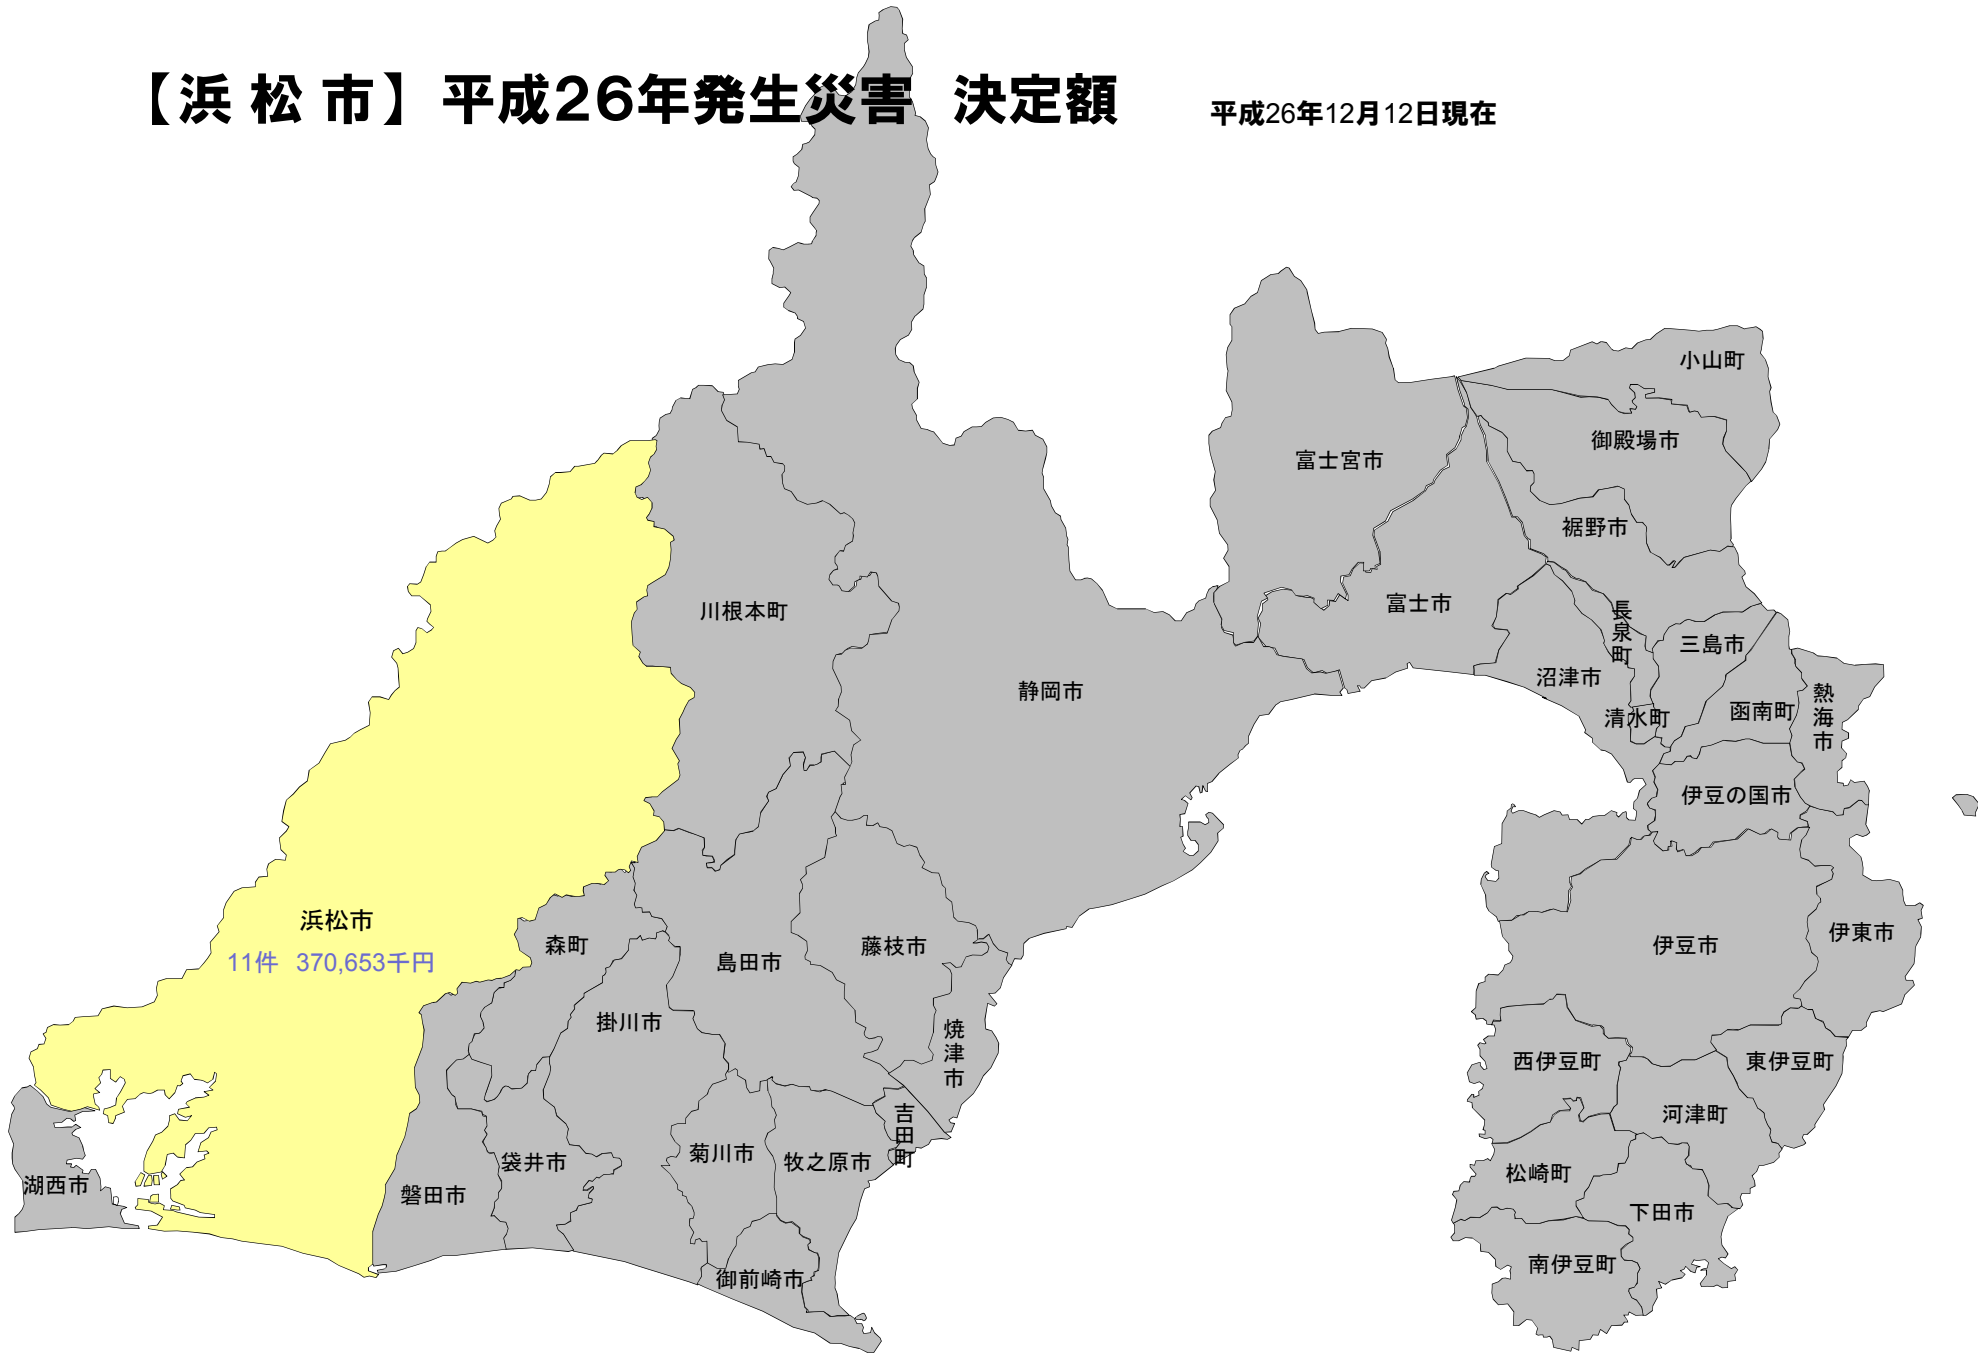 【浜 松 市】 平成２６年発生災害　決定額
平成26年12月12日現在
小山町
御殿場市
富士宮市
裾野市
富士市
川根本町
長泉町
三島市
沼津市
静岡市
函南町
熱海市
清水町
伊豆の国市
浜松市
11件　370,653千円
森町
島田市
藤枝市
伊豆市
伊東市
掛川市
焼津市
西伊豆町
東伊豆町
吉田町
河津町
菊川市
牧之原市
袋井市
磐田市
湖西市
松崎町
下田市
南伊豆町
御前崎市